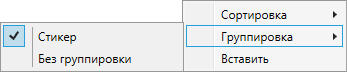 Сортировка
Группировка
Вставить
Стикер
Без группировки